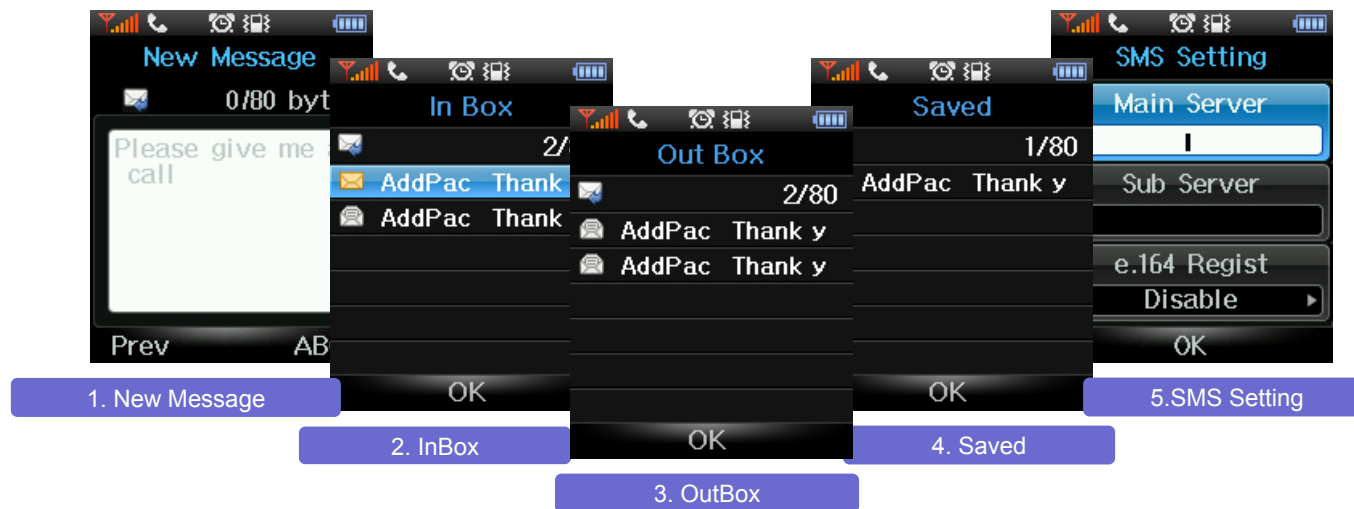 New Message
0/80 byt
Please give me a
call
Prev AB
1. New Message
In Box
2/
AddPac Thank
AddPac Thank
OK
2. InBox
Out Box
2/80
AddPac Thank y
AddPac Thank y
OK
3. OutBox
Saved
1/80
AddPac Thank y
OK
4. Saved
SMS Setting
Main Server
Sub Server
e.164 Regist
Disable
OK
5.SMS Setting